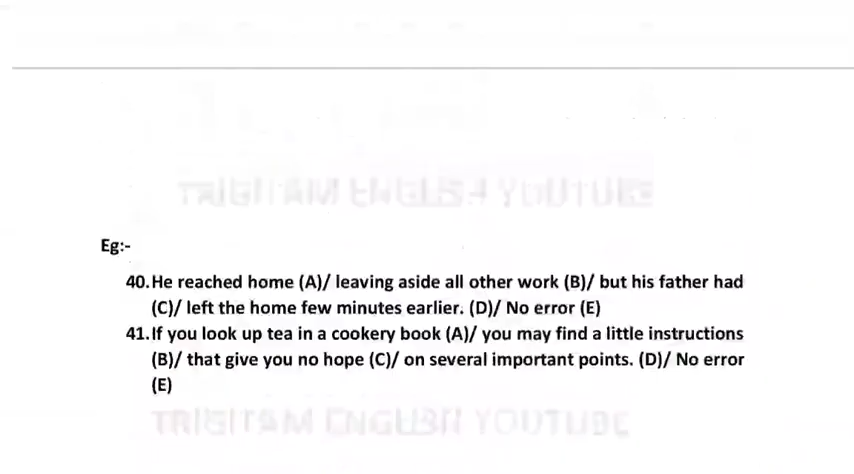 Eg:-
40.He reached home (A)/ leaving aside all other work (B)/ but his father had
(C)/ left the home few minutes earlier. (D)/ No error (E)
41.If you look up tea in a cookery book (A)/ you may find a little instructions
(B)/ that give you no hope (C)/ on several important points. (D)/ No error
(E)